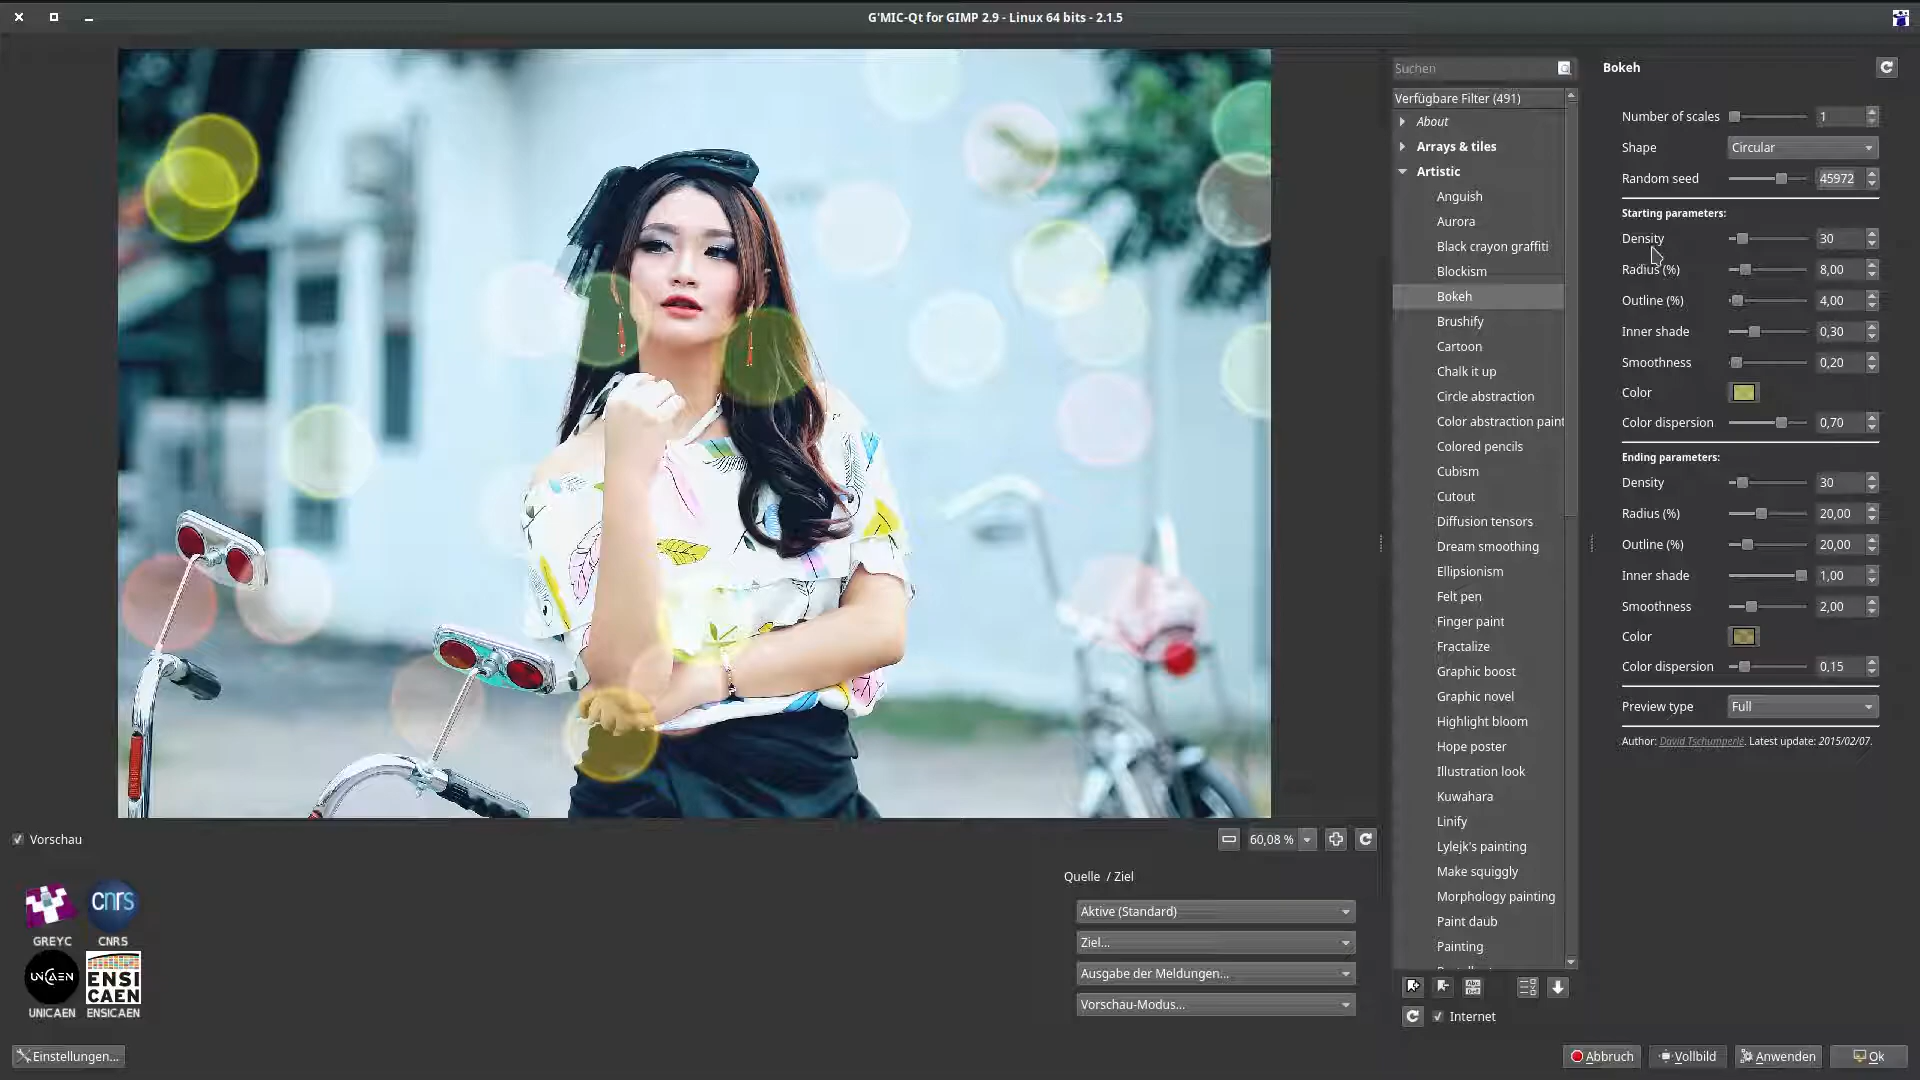 G'MIC-Qt for GIMP 2.9 - Linux 64 bits - 2.1.5
Suchen
Verfügbare Filter (491)
About
Arrays & tiles
Artistic
Anguish
Aurora
Black crayon graffiti
Blockism
Bokeh
Brushify
Cartoon
Chalk it up
Circle abstraction
Color abstraction paint
Colored pencils
Cubism
Cutout
Diffusion tensors
Dream smoothing
Ellipsionism
Felt pen
Finger paint
Fractalize
Graphic boost
Graphic novel
Highlight bloom
Hope poster
Illustration look
Kuwahara
Linify
Lylejk's painting
Make squiggly
Morphology painting
Paint daub
Painting
Internet
Bokeh
Number of scales 1
Shape Circular
Random seed 45972
Starting parameters:
Density 30
Radius (%) 8,00
Outline (%) 4,00
Inner shade 0,30
Smoothness 0,20
Color
Color dispersion 0,70
Ending parameters:
Density 30
Radius (%) 20,00
Outline (%) 20,00
Inner shade 1,00
Smoothness 2,00
Color
Color dispersion 0,15
Preview type Full
Author: David Tschumperlé. Latest update: 2015/02/07.
Vorschau
60,08 %
Quelle / Ziel
Aktive (Standard)
Ziel...
Ausgabe der Meldungen...
Vorschau-Modus...
cnrs
GREYC CNRS
UNICAEN
ENSI
CAEN
UNICAEN ENSICAEN
Einstellungen...
Abbruch
Vollbild
Anwenden
Ok